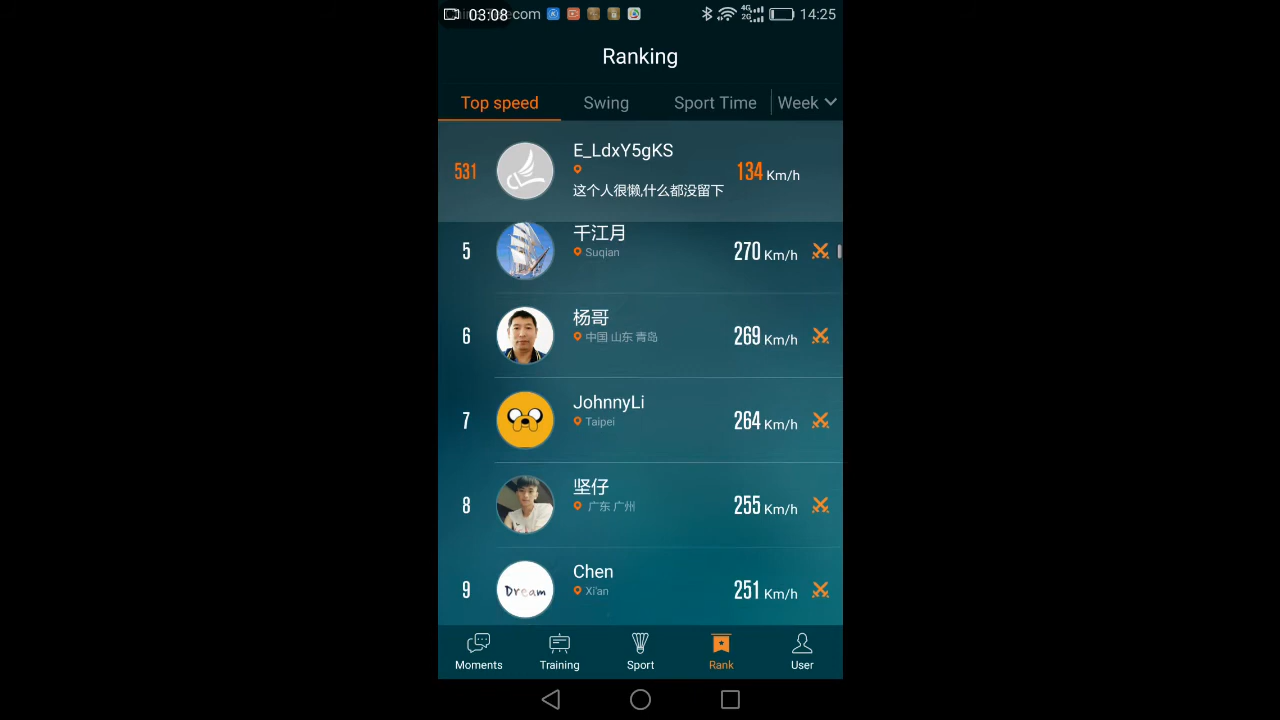 03:08
com
4G
2G
14:25
Ranking
Top speed
Swing
Sport Time
Week
531
E_LdxY5gKS
134 Km/h
这个人很懒,什么都没留下
5
千江月
Suqian
270 Km/h
6
杨哥
中国 山东 青岛
269 Km/h
7
JohnnyLi
Taipei
264 Km/h
8
坚仔
广东 广州
255 Km/h
9
Dream
Chen
Xi'an
251 Km/h
Moments
Training
Sport
Rank
User